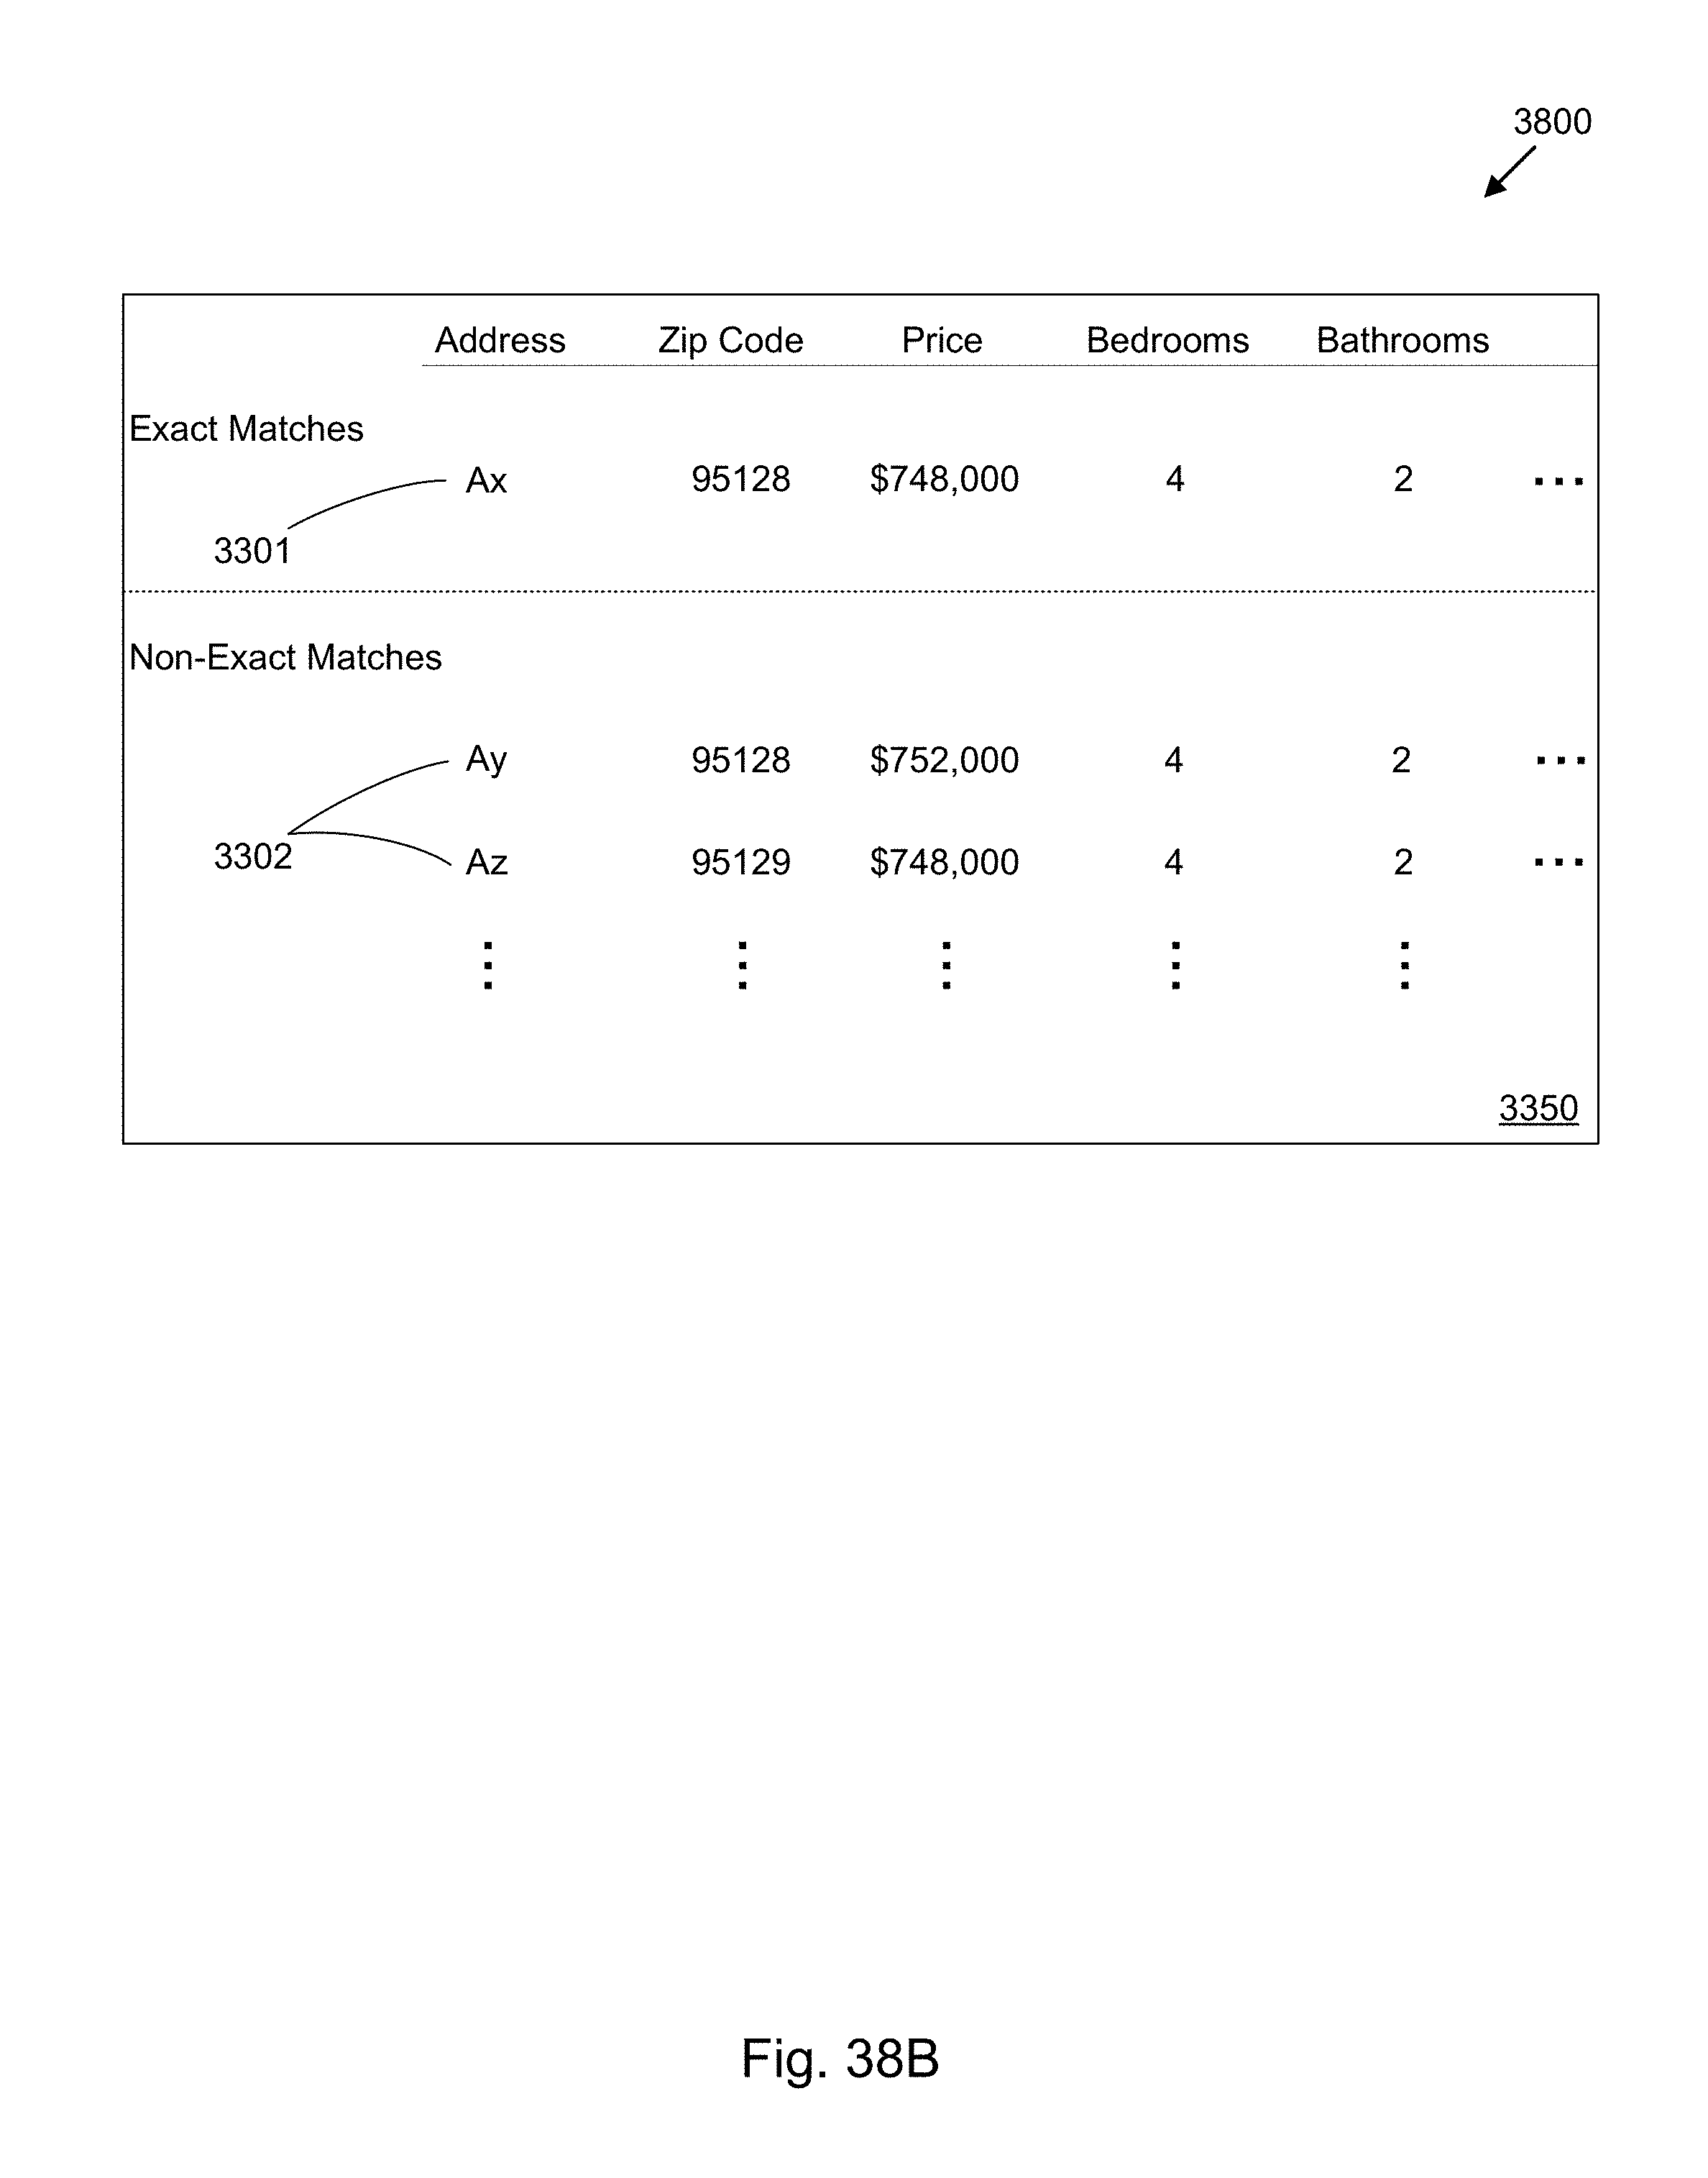 3800
Address Zip Code Price Bedrooms Bathrooms
Exact Matches
Ax 95128 $748,000 4 2 ...
3301
Non-Exact Matches
Ay 95128 $752,000 4 2 ...
3302
Az 95129 $748,000 4 2 ...
3350
Fig. 38B